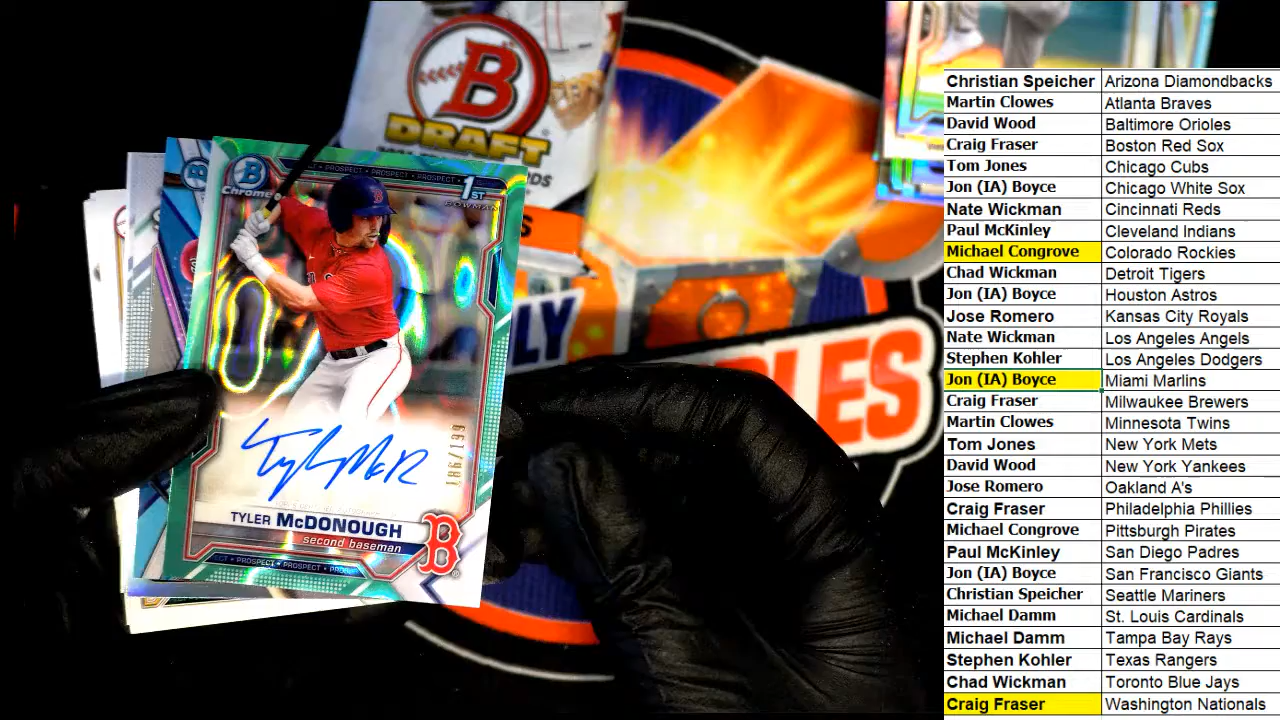 B
DRAFT
B
Chrome
PROSPECT • PROSPECT • PROSPECT
1ST
BOWMAN
186/199
TYLER McDONOUGH
second baseman
B
PROSPECT • PROSPECT
LES
Christian Speicher Arizona Diamondbacks
Martin Clowes Atlanta Braves
David Wood Baltimore Orioles
Craig Fraser Boston Red Sox
Tom Jones Chicago Cubs
Jon (IA) Boyce Chicago White Sox
Nate Wickman Cincinnati Reds
Paul McKinley Cleveland Indians
Michael Congrove Colorado Rockies
Chad Wickman Detroit Tigers
Jon (IA) Boyce Houston Astros
Jose Romero Kansas City Royals
Nate Wickman Los Angeles Angels
Stephen Kohler Los Angeles Dodgers
Jon (IA) Boyce Miami Marlins
Craig Fraser Milwaukee Brewers
Martin Clowes Minnesota Twins
Tom Jones New York Mets
David Wood New York Yankees
Jose Romero Oakland A's
Craig Fraser Philadelphia Phillies
Michael Congrove Pittsburgh Pirates
Paul McKinley San Diego Padres
Jon (IA) Boyce San Francisco Giants
Christian Speicher Seattle Mariners
Michael Damm St. Louis Cardinals
Michael Damm Tampa Bay Rays
Stephen Kohler Texas Rangers
Chad Wickman Toronto Blue Jays
Craig Fraser Washington Nationals